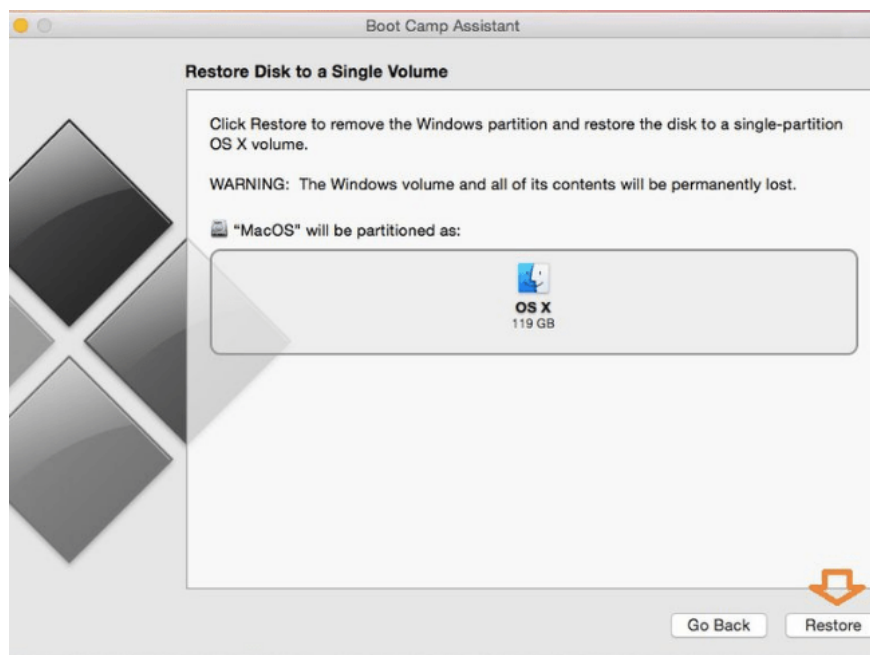 Boot Camp Assistant
Restore Disk to a Single Volume
Click Restore to remove the Windows partition and restore the disk to a single-partition
OS X volume.
WARNING: The Windows volume and all of its contents will be permanently lost.
"MacOS" will be partitioned as:
OS X
119 GB
Go Back
Restore